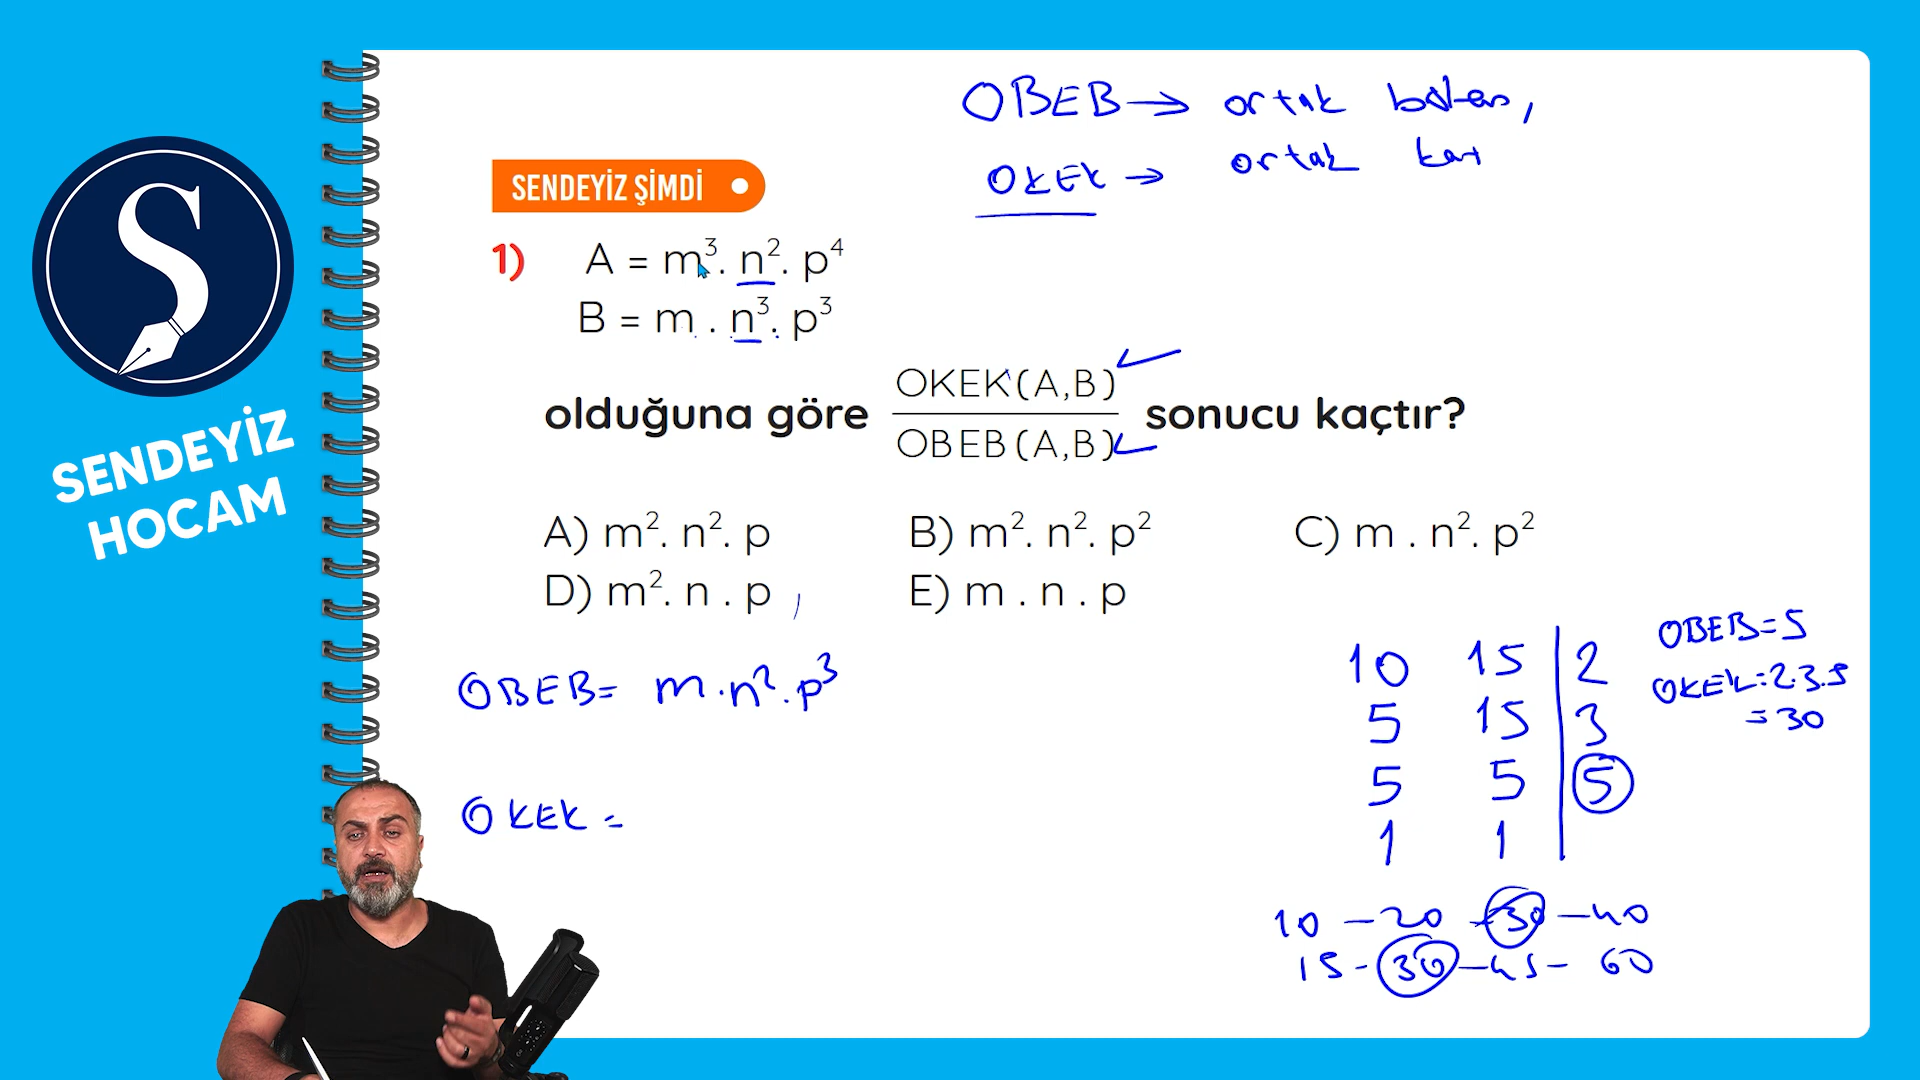 OBEB → ortak bölen,
OKEK → ortak kat
SENDEYİZ ŞİMDİ
1) A = m³. n². p⁴
B = m . n³. p³
olduğuna göre OKEK(A,B) / OBEB(A,B) sonucu kaçtır?
A) m². n². p B) m². n². p² C) m . n². p²
D) m². n . p E) m . n . p
OBEB = m . n² . p³
OKEK =
10 15 | 2
5 15 | 3
5 5 | 5
1 1 |
OBEB = 5
OKEK = 2.3.5
= 30
10 – 20 – 30 – 40
15 - 30 – 45 – 60
S
SENDEYİZ
HOCAM